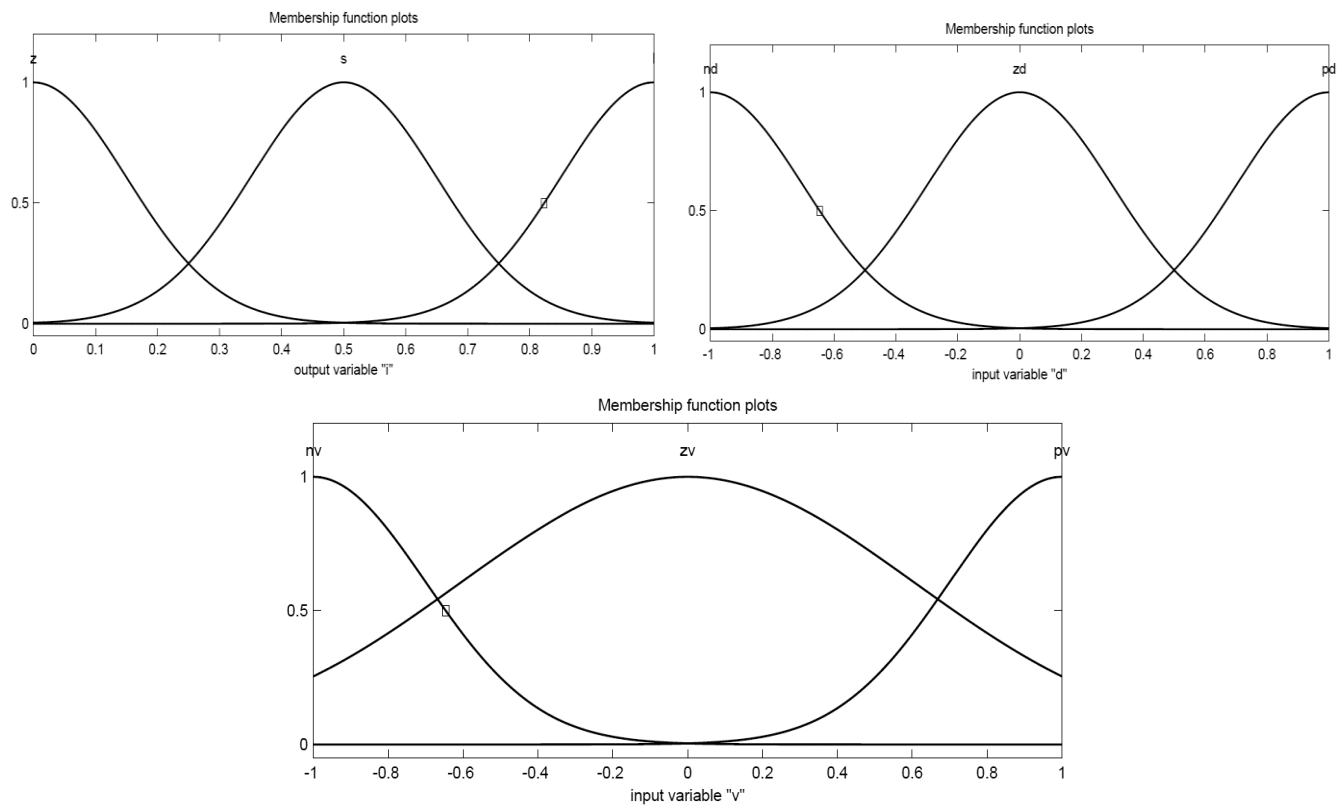 Membership function plots
z s l
1
0.5
0
0 0.1 0.2 0.3 0.4 0.5 0.6 0.7 0.8 0.9 1
output variable "i"
Membership function plots
nd zd pd
1
0.5
0
-1 -0.8 -0.6 -0.4 -0.2 0 0.2 0.4 0.6 0.8 1
input variable "d"
Membership function plots
nv zv pv
1
0.5
0
-1 -0.8 -0.6 -0.4 -0.2 0 0.2 0.4 0.6 0.8 1
input variable "v"